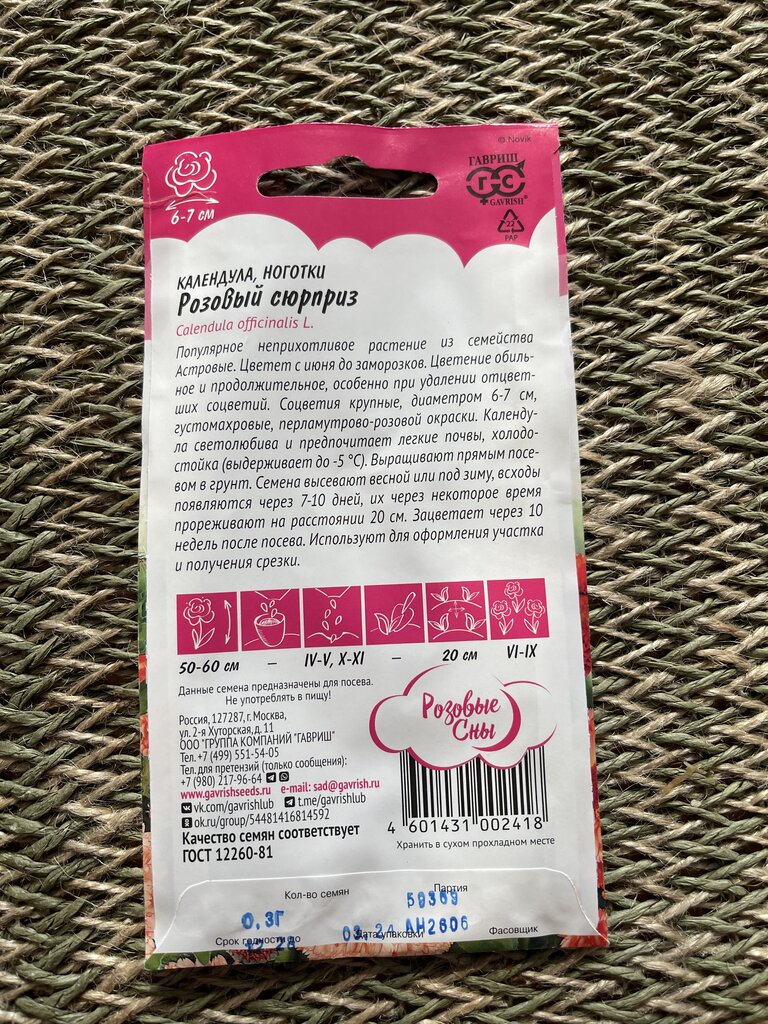 © Novik
ГАВРИШ
ГС
GAVRISH®
22
PAP
6-7 см
КАЛЕНДУЛА, НОГОТКИ
Розовый сюрприз
Calendula officinalis L.
Популярное неприхотливое растение из семейства
Астровые. Цветет с июня до заморозков. Цветение обиль-
ное и продолжительное, особенно при удалении отцвет-
ших соцветий. Соцветия крупные, диаметром 6-7 см,
густомахровые, перламутрово-розовой окраски. Календу-
ла светолюбива и предпочитает легкие почвы, холодо-
стойка (выдерживает до -5 °С). Выращивают прямым посе-
вом в грунт. Семена высевают весной или под зиму, всходы
появляются через 7-10 дней, их через некоторое время
прореживают на расстоянии 20 см. Зацветает через 10
недель после посева. Используют для оформления участка
и получения срезки.
50-60 см – IV-V, X-XI – 20 см VI-IX
Данные семена предназначены для посева.
Не употреблять в пищу!
Россия, 127287, г. Москва,
ул. 2-я Хуторская, д. 11
ООО "ГРУППА КОМПАНИЙ "ГАВРИШ"
Тел. +7 (499) 551-54-05
Тел. для претензий (только сообщения):
+7 (980) 217-96-64
www.gavrishseeds.ru e-mail: sad@gavrish.ru
vk.com/gavrishlub t.me/gavrishlub
ok.ru/group/54481416814592
Качество семян соответствует
ГОСТ 12260-81
Розовые
Сны
4 601431 002418
Хранить в сухом прохладном месте
Кол-во семян Партия
0.3Г 50369
Срок годности до Дата упаковки Фасовщик
24 АН2606